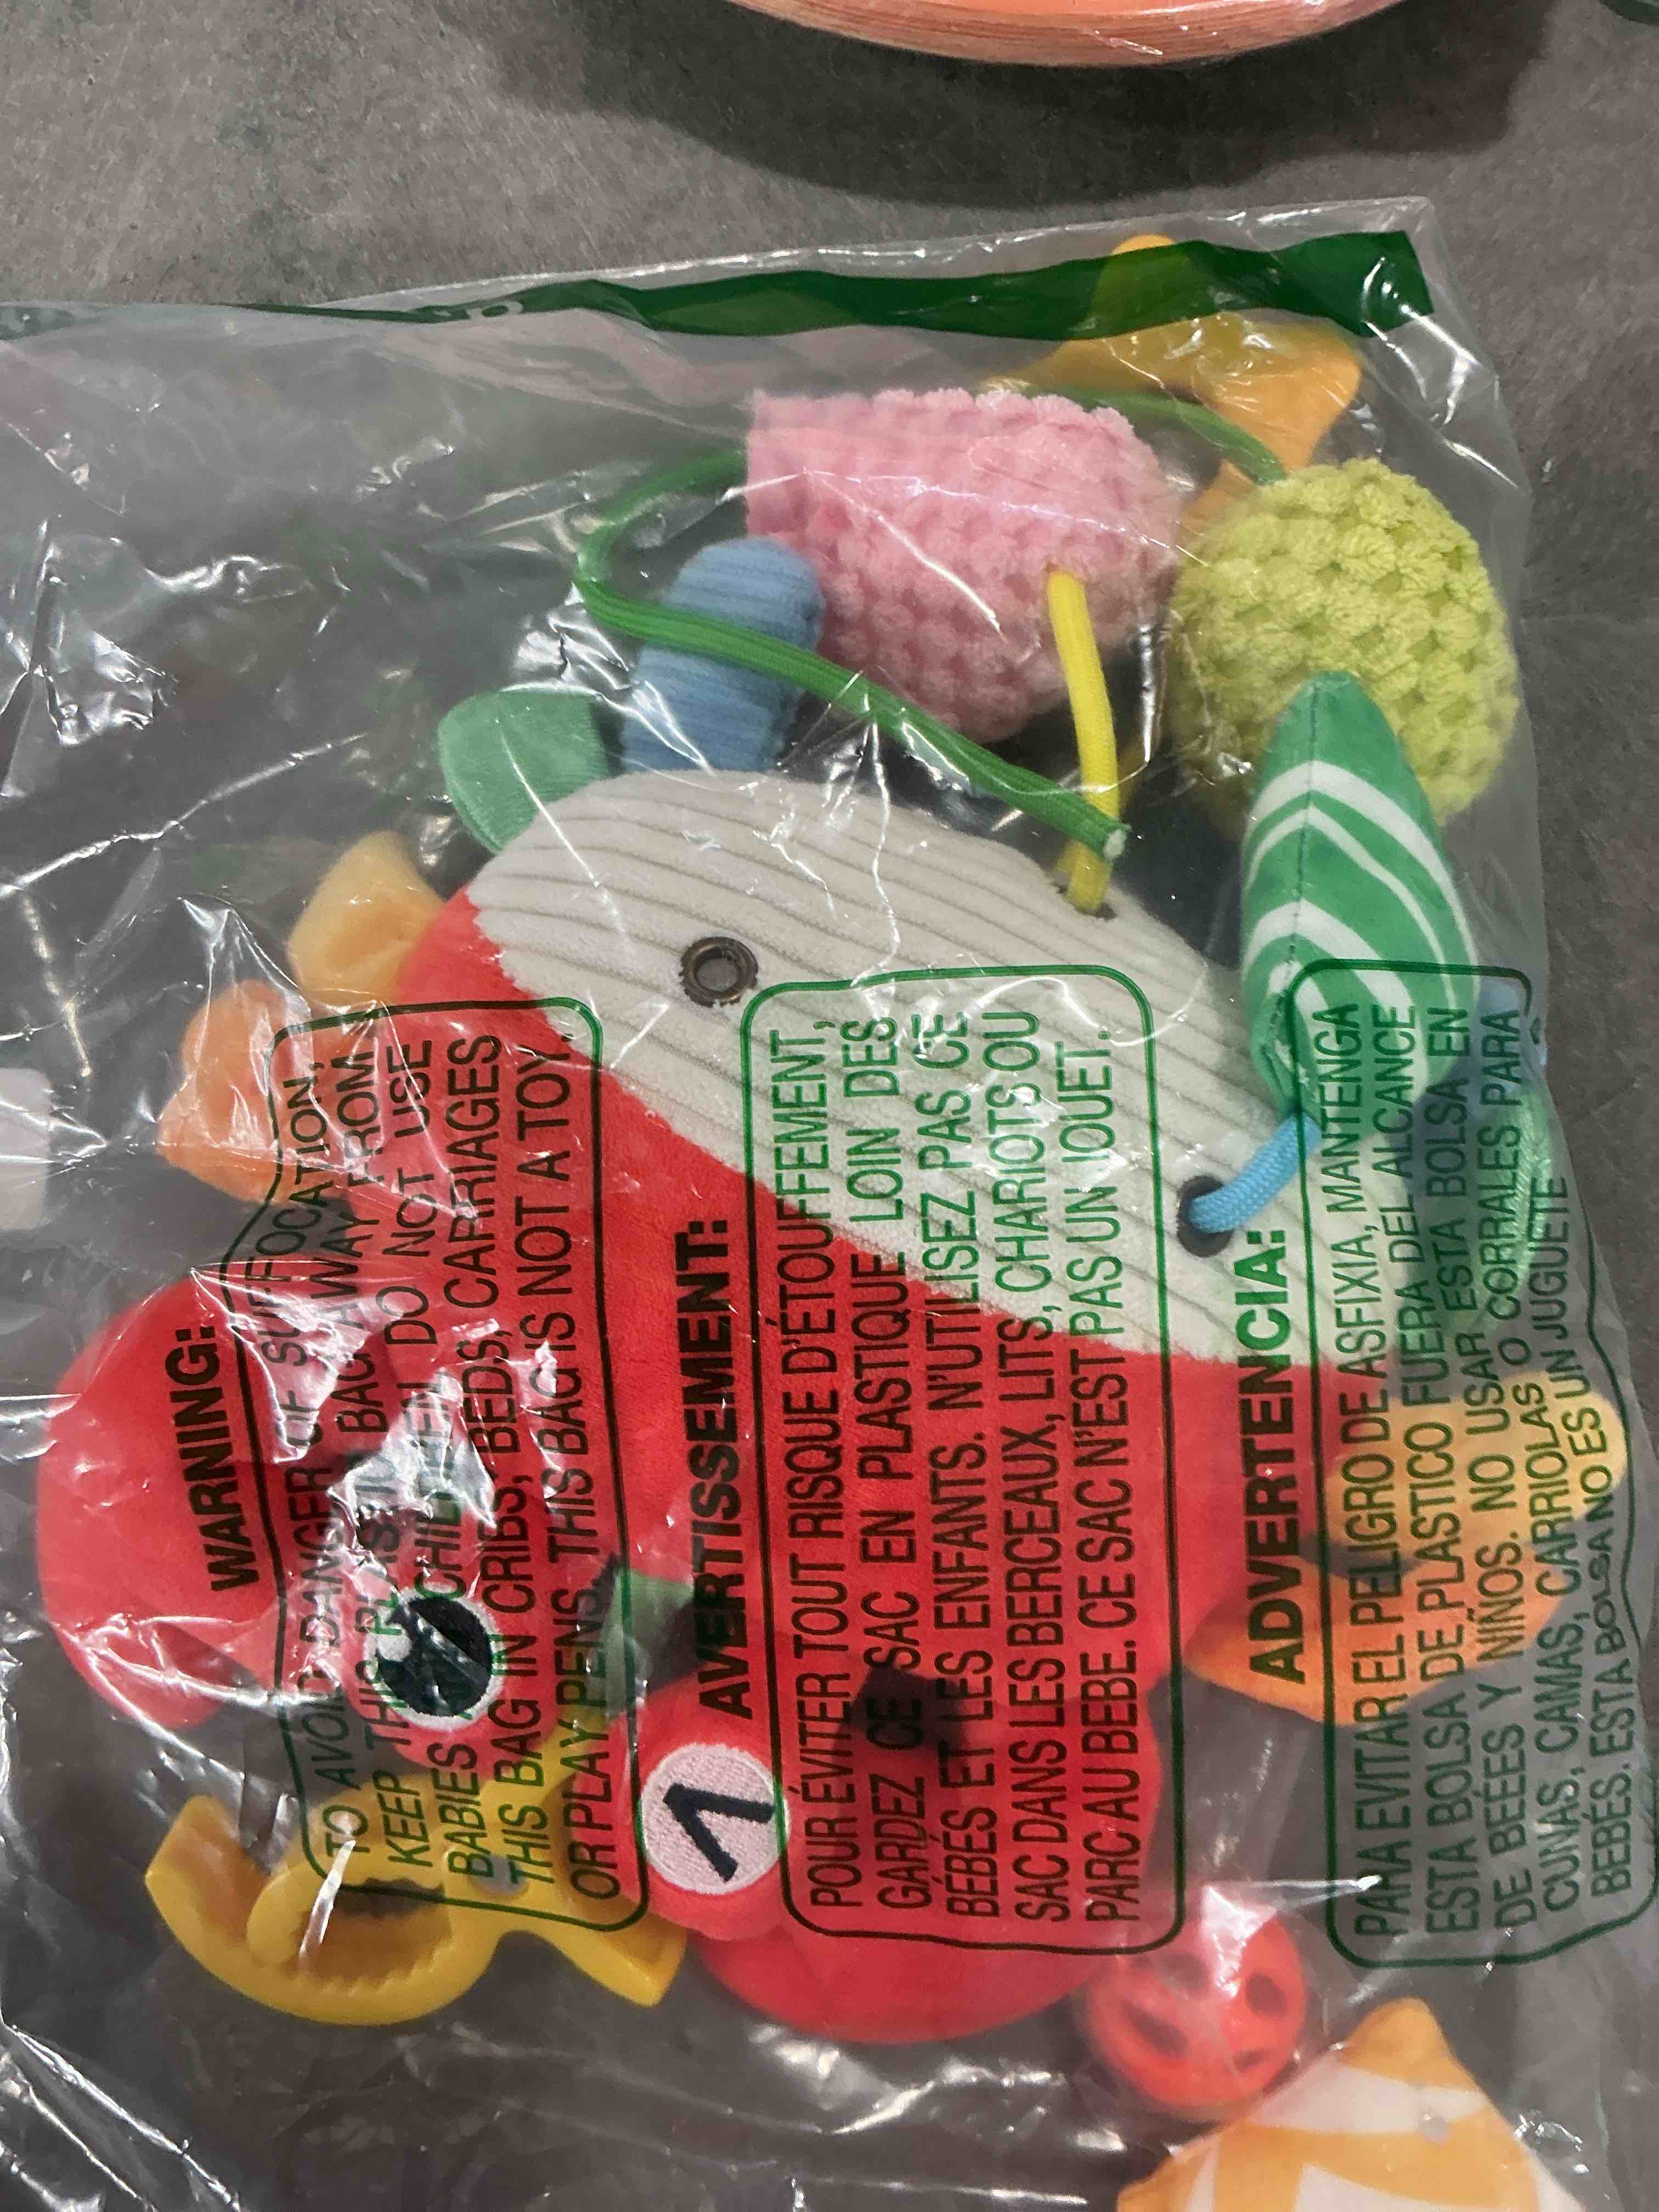 WARNING:
TO AVOID DANGER OF SUFFOCATION,
KEEP THIS PLASTIC BAG AWAY FROM
BABIES CHILDREN. DO NOT USE
THIS BAG IN CRIBS, BEDS, CARRIAGES
OR PLAY PENS. THIS BAG IS NOT A TOY.
AVERTISSEMENT:
POUR ÉVITER TOUT RISQUE D'ÉTOUFFEMENT,
GARDEZ CE SAC EN PLASTIQUE LOIN DES
BÉBÉS ET LES ENFANTS. N'UTILISEZ PAS CE
SAC DANS LES BERCEAUX, LITS, CHARIOTS OU
PARC AU BEBE. CE SAC N'EST PAS UN JOUET.
ADVERTENCIA:
PARA EVITAR EL PELIGRO DE ASFIXIA, MANTENGA
ESTA BOLSA DE PLASTICO FUERA DEL ALCANCE
DE BEÉES Y NIÑOS. NO USAR ESTA BOLSA EN
CUNAS, CAMAS, CARRIOLAS O CORRALES PARA
BEBÉS. ESTA BOLSA NO ES UN JUGUETE